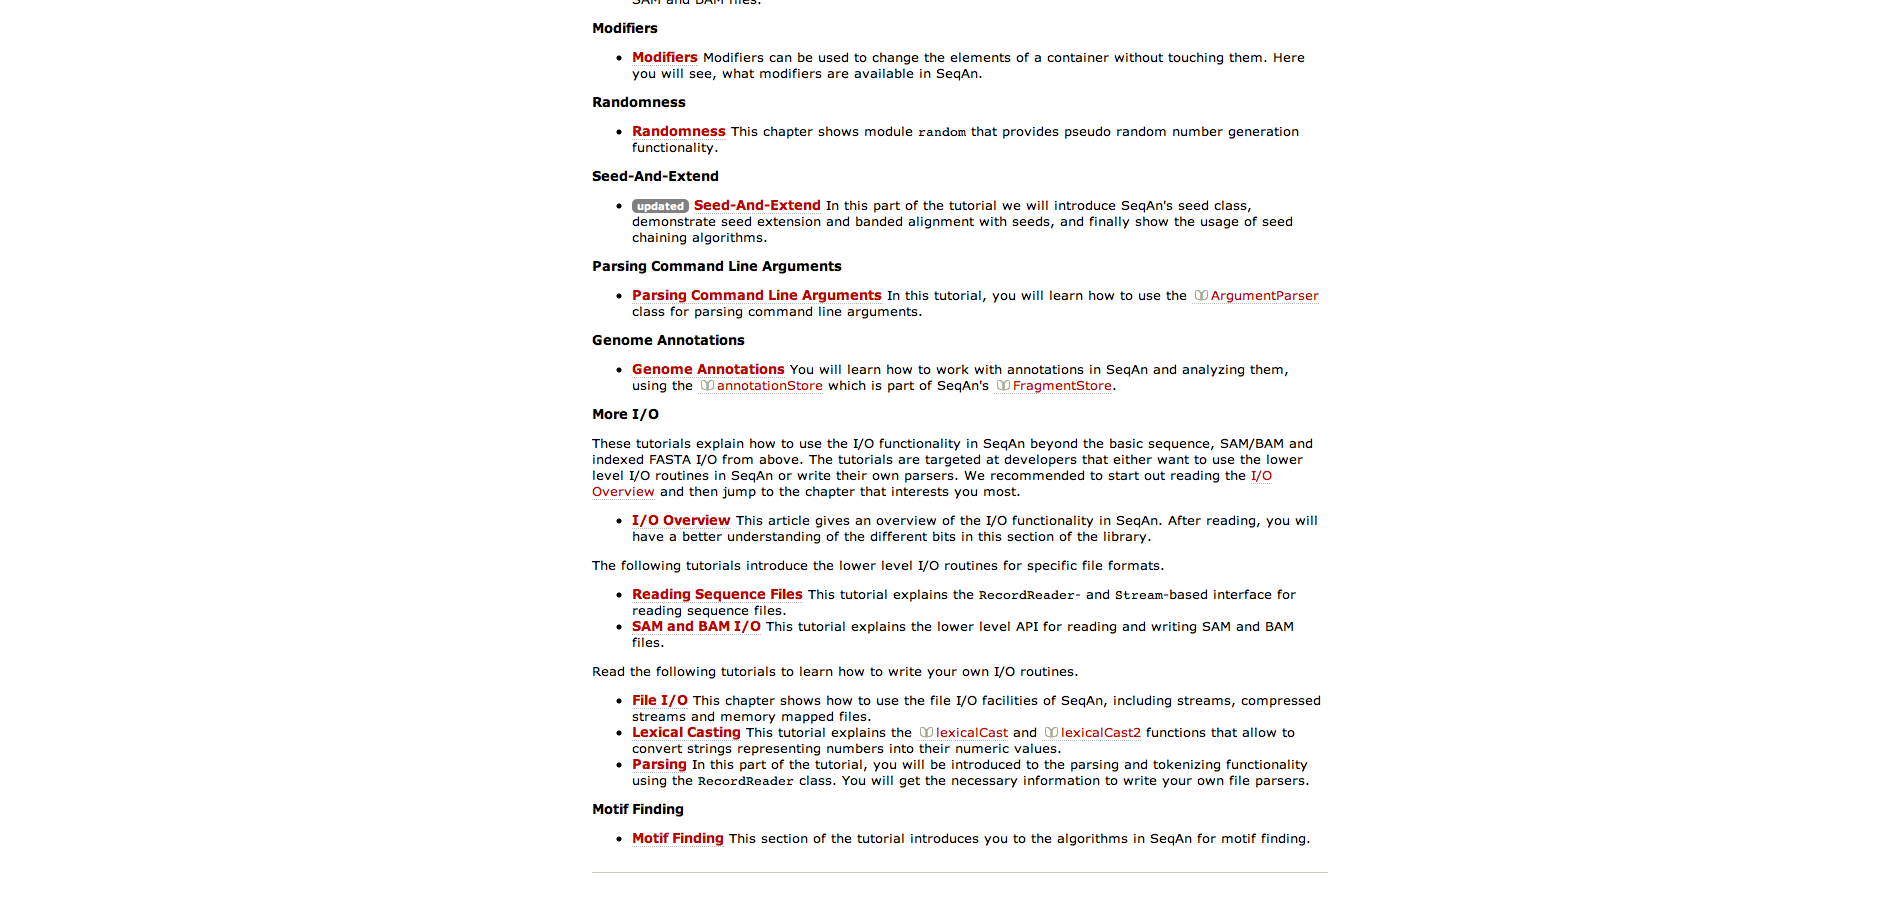 SAM and BAM files.
Modifiers
Modifiers Modifiers can be used to change the elements of a container without touching them. Here
you will see, what modifiers are available in SeqAn.
Randomness
Randomness This chapter shows module random that provides pseudo random number generation
functionality.
Seed-And-Extend
updated Seed-And-Extend In this part of the tutorial we will introduce SeqAn's seed class,
demonstrate seed extension and banded alignment with seeds, and finally show the usage of seed
chaining algorithms.
Parsing Command Line Arguments
Parsing Command Line Arguments In this tutorial, you will learn how to use the ArgumentParser
class for parsing command line arguments.
Genome Annotations
Genome Annotations You will learn how to work with annotations in SeqAn and analyzing them,
using the annotationStore which is part of SeqAn's FragmentStore.
More I/O
These tutorials explain how to use the I/O functionality in SeqAn beyond the basic sequence, SAM/BAM and
indexed FASTA I/O from above. The tutorials are targeted at developers that either want to use the lower
level I/O routines in SeqAn or write their own parsers. We recommended to start out reading the I/O
Overview and then jump to the chapter that interests you most.
I/O Overview This article gives an overview of the I/O functionality in SeqAn. After reading, you will
have a better understanding of the different bits in this section of the library.
The following tutorials introduce the lower level I/O routines for specific file formats.
Reading Sequence Files This tutorial explains the RecordReader- and Stream-based interface for
reading sequence files.
SAM and BAM I/O This tutorial explains the lower level API for reading and writing SAM and BAM
files.
Read the following tutorials to learn how to write your own I/O routines.
File I/O This chapter shows how to use the file I/O facilities of SeqAn, including streams, compressed
streams and memory mapped files.
Lexical Casting This tutorial explains the lexicalCast and lexicalCast2 functions that allow to
convert strings representing numbers into their numeric values.
Parsing In this part of the tutorial, you will be introduced to the parsing and tokenizing functionality
using the RecordReader class. You will get the necessary information to write your own file parsers.
Motif Finding
Motif Finding This section of the tutorial introduces you to the algorithms in SeqAn for motif finding.